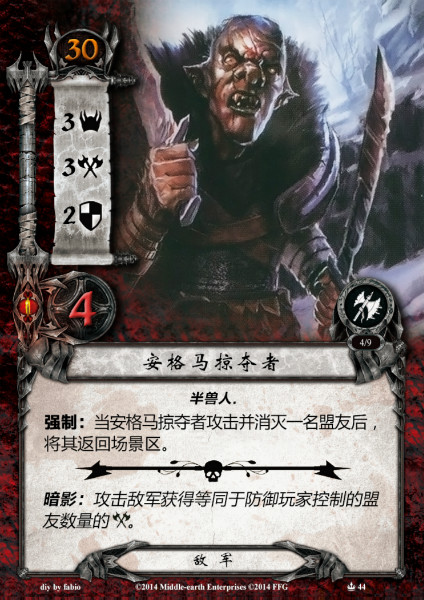 30
3
3
2
4
4/9
安格马掠夺者
半兽人.
强制：当安格马掠夺者攻击并消灭一名盟友后，
将其返回场景区。
暗影：攻击敌军获得等同于防御玩家控制的盟
友数量的 。
敌 军
diy by fabio ©2014 Middle-earth Enterprises ©2014 FFG 44